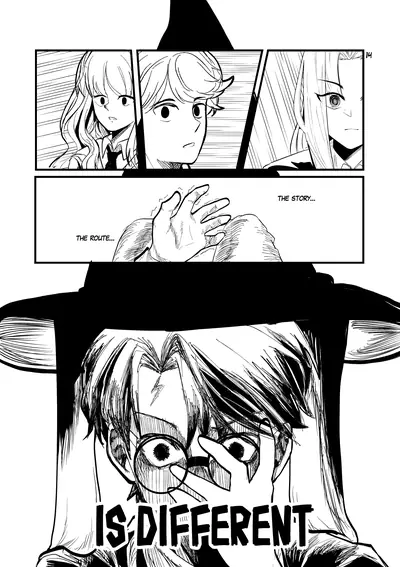 14
THE STORY...
THE ROUTE...
IS DIFFERENT